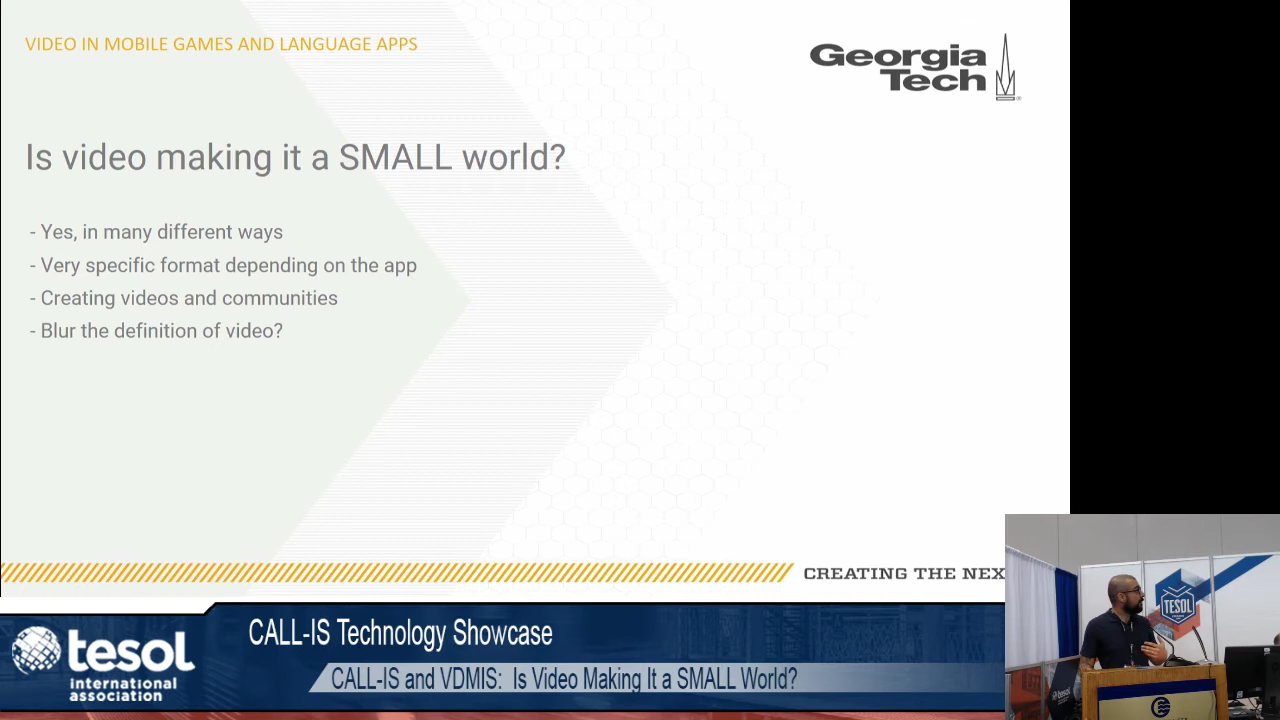 VIDEO IN MOBILE GAMES AND LANGUAGE APPS
Georgia
Tech
Is video making it a SMALL world?
- Yes, in many different ways
- Very specific format depending on the app
- Creating videos and communities
- Blur the definition of video?
CREATING THE NEX
TESOL
tesol
tesol
international
association
CALL-IS Technology Showcase
CALL-IS and VDMIS: Is Video Making It a SMALL World?